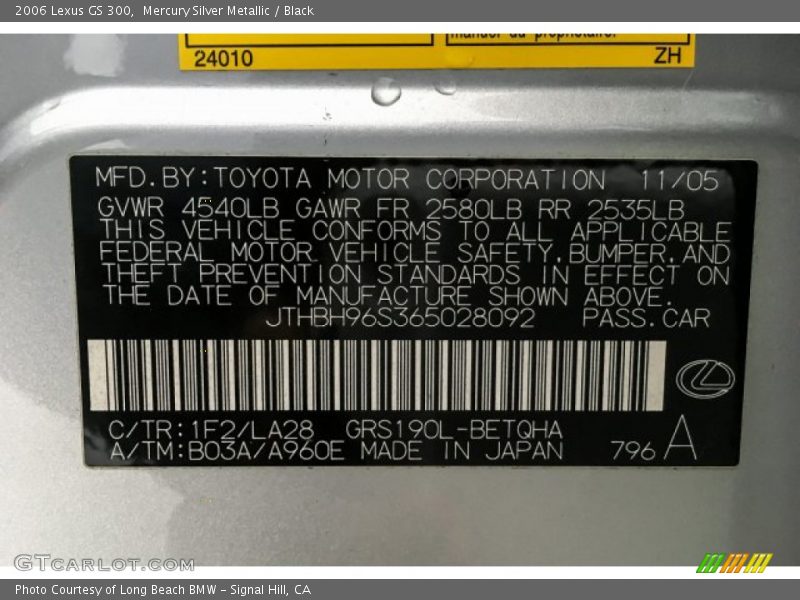 2006 Lexus GS 300, Mercury Silver Metallic / Black
manuel du propriétaire.
24010 ZH
MFD.BY:TOYOTA MOTOR CORPORATION 11/05
GVWR 4540LB GAWR FR 2580LB RR 2535LB
THIS VEHICLE CONFORMS TO ALL APPLICABLE
FEDERAL MOTOR VEHICLE SAFETY,BUMPER,AND
THEFT PREVENTION STANDARDS IN EFFECT ON
THE DATE OF MANUFACTURE SHOWN ABOVE.
JTHBH96S365028092 PASS.CAR
C/TR:1F2/LA28 GRS190L-BETQHA
A/TM:B03A/A960E MADE IN JAPAN 796 A
GTCarLot.com
Photo Courtesy of Long Beach BMW - Signal Hill, CA